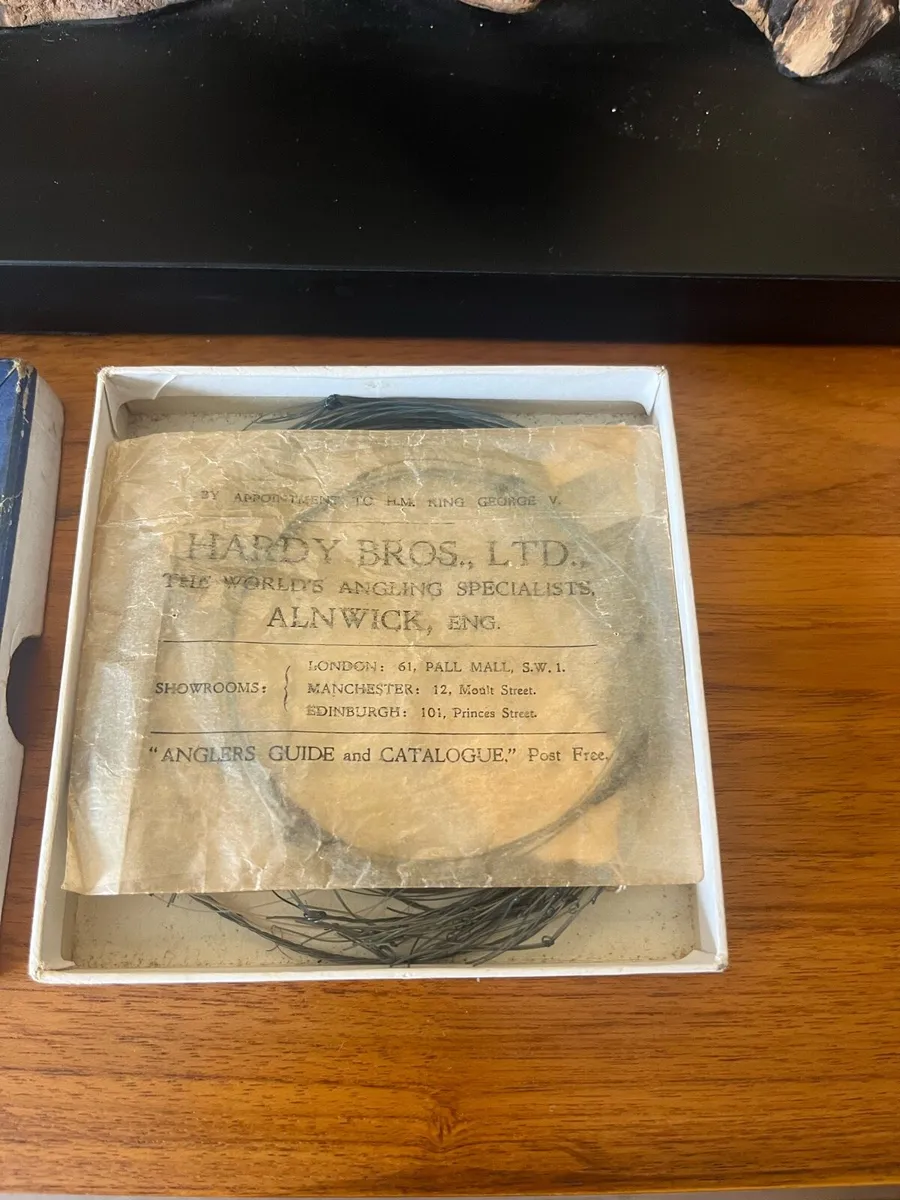 BY APPOINTMENT TO H.M. KING GEORGE V.
HARDY BROS., LTD.,
THE WORLD'S ANGLING SPECIALISTS,
ALNWICK, ENG.
SHOWROOMS:
LONDON: 61, PALL MALL, S.W. 1.
MANCHESTER: 12, Moult Street.
EDINBURGH: 101, Princes Street.
"ANGLERS GUIDE and CATALOGUE," Post Free.